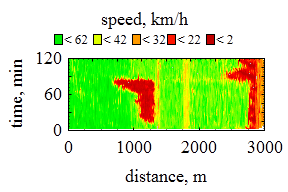 speed, km/h
< 62 < 42 < 32 < 22 < 2
120
60
0
time, min
0 1000 2000 3000
distance, m